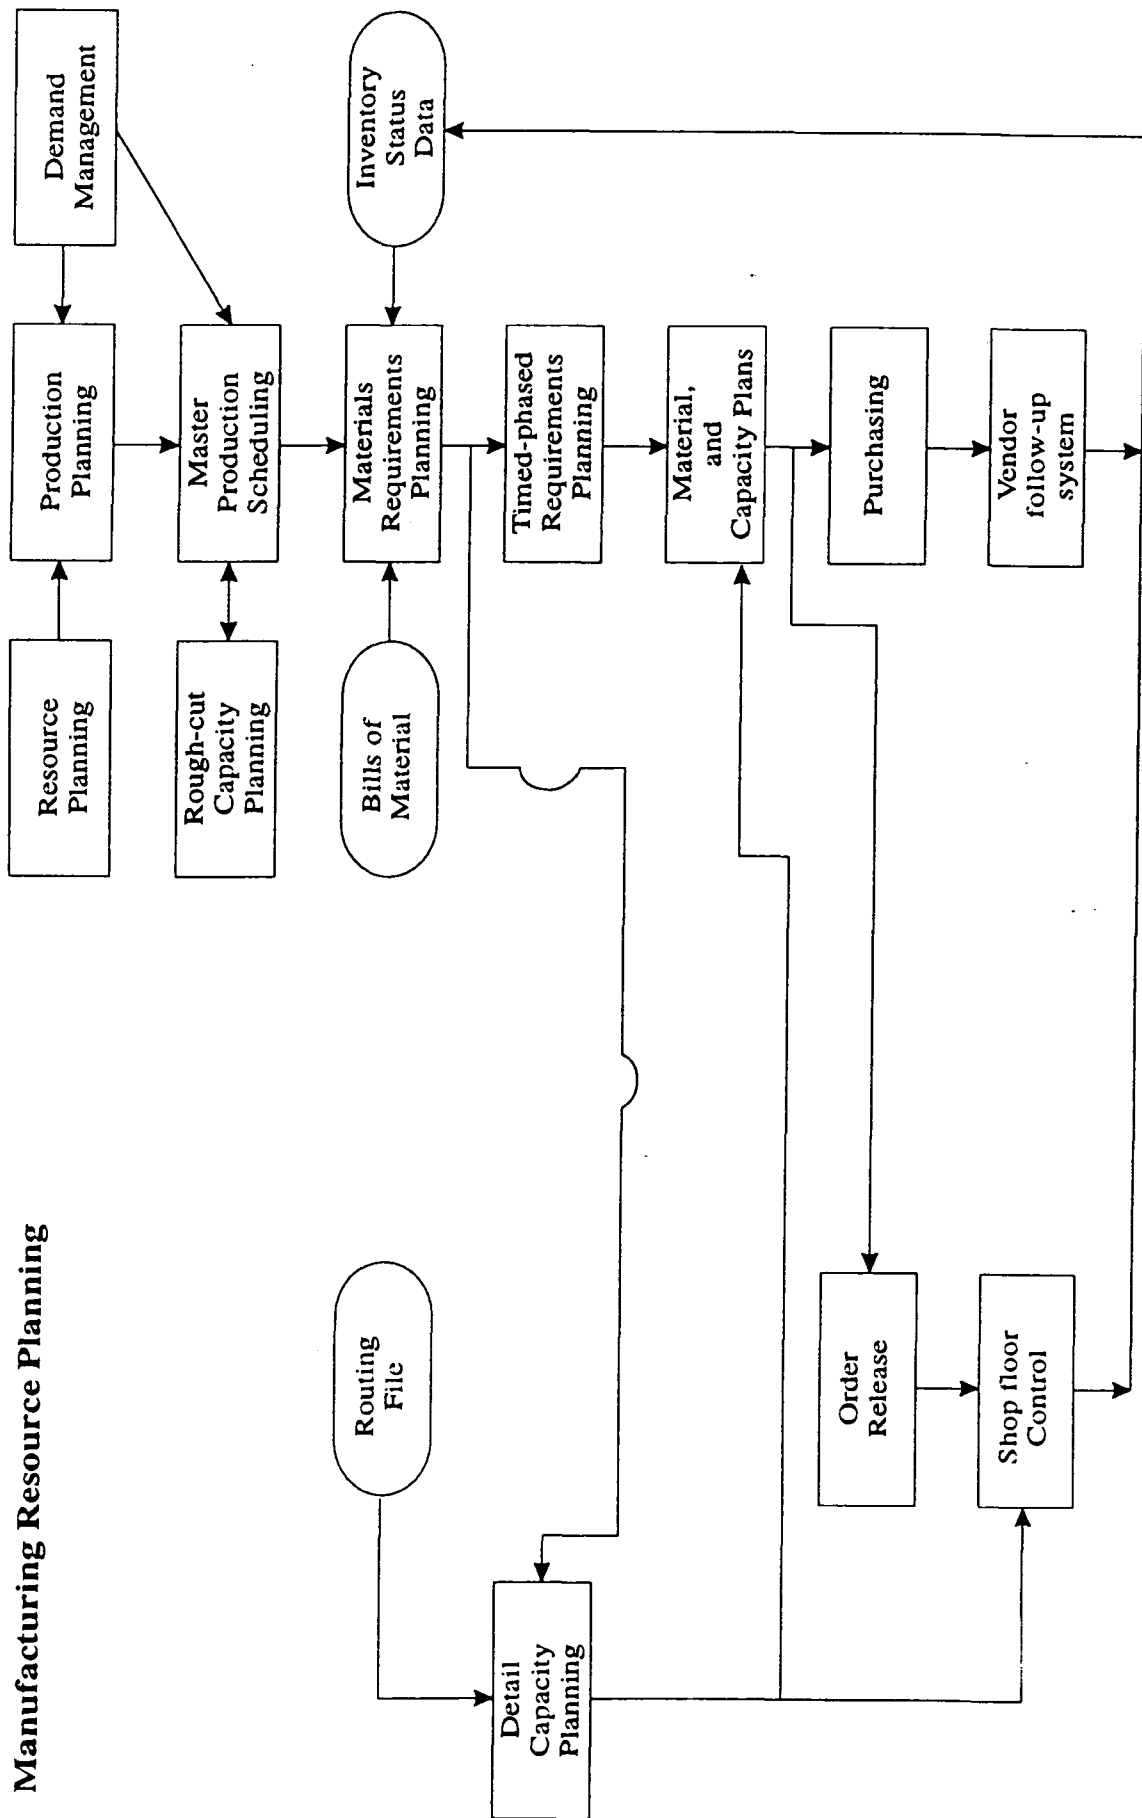 Manufacturing Resource Planning
Resource
Planning
Production
Planning
Demand
Management
Rough-cut
Capacity
Planning
Master
Production
Scheduling
Routing
File
Bills of
Material
Materials
Requirements
Planning
Inventory
Status
Data
Detail
Capacity
Planning
Timed-phased
Requirements
Planning
Material,
and
Capacity Plans
Order
Release
Purchasing
Shop floor
Control
Vendor
follow-up
system